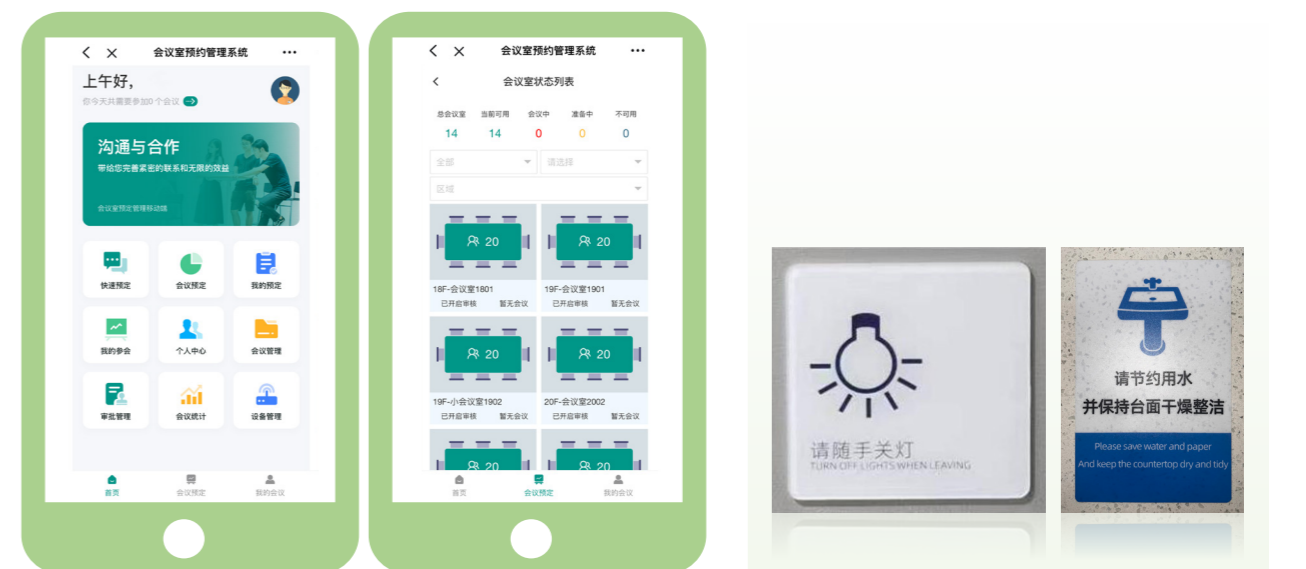 会议室预约管理系统
上午好,
你今天共需要参加0个会议
沟通与合作
带给您完善紧密的联系和无限的效益
会议室预定管理移动端
快速预定 会议预定 我的预定
我的参会 个人中心 会议管理
审批管理 会议统计 设备管理
首页 会议预定 我的会议
会议室预约管理系统
会议室状态列表
总会议室 当前可用 会议中 准备中 不可用
14 14 0 0 0
全部 请选择
区域
20 20
18F-会议室1801 19F-会议室1901
已开启审核 暂无会议 已开启审核 暂无会议
20 20
19F-小会议室1902 20F-会议室2002
已开启审核 暂无会议 已开启审核 暂无会议
20 20
首页 会议预定 我的会议
请随手关灯
TURN OFF LIGHTS WHEN LEAVING
请节约用水
并保持台面干燥整洁
Please save water and paper
And keep the countertop dry and tidy